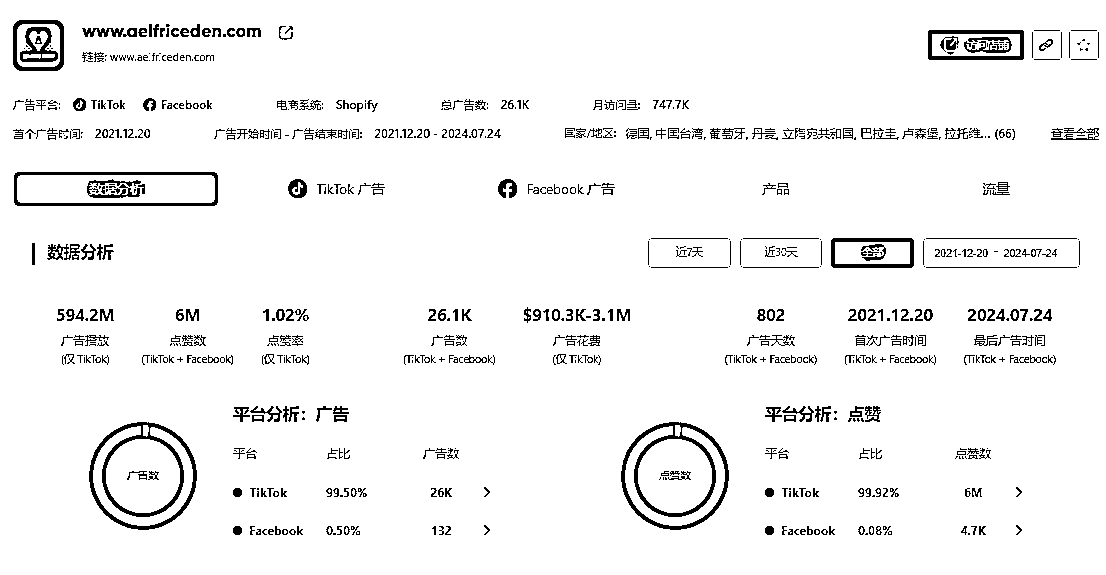 www.aelfriceden.com
链接: www.aelfriceden.com
访问店铺
广告平台: TikTok Facebook 电商系统: Shopify 总广告数: 26.1K 月访问量: 747.7K
首个广告时间: 2021.12.20 广告开始时间 - 广告结束时间: 2021.12.20 - 2024.07.24 国家/地区: 德国, 中国台湾, 葡萄牙, 丹麦, 立陶宛共和国, 巴拉圭, 卢森堡, 拉托维... (66) 查看全部
数据分析 TikTok 广告 Facebook 广告 产品 流量
数据分析 近7天 近30天 全部 2021-12-20 - 2024-07-24
594.2M 6M 1.02% 26.1K $910.3K-3.1M 802 2021.12.20 2024.07.24
广告播放 点赞数 点赞率 广告数 广告花费 广告天数 首次广告时间 最后广告时间
(仅 TikTok) (TikTok + Facebook) (仅 TikTok) (TikTok + Facebook) (仅 TikTok) (TikTok + Facebook) (TikTok + Facebook) (TikTok + Facebook)
平台分析：广告
平台 占比 广告数
广告数
TikTok 99.50% 26K
Facebook 0.50% 132
平台分析：点赞
平台 占比 点赞数
点赞数
TikTok 99.92% 6M
Facebook 0.08% 4.7K